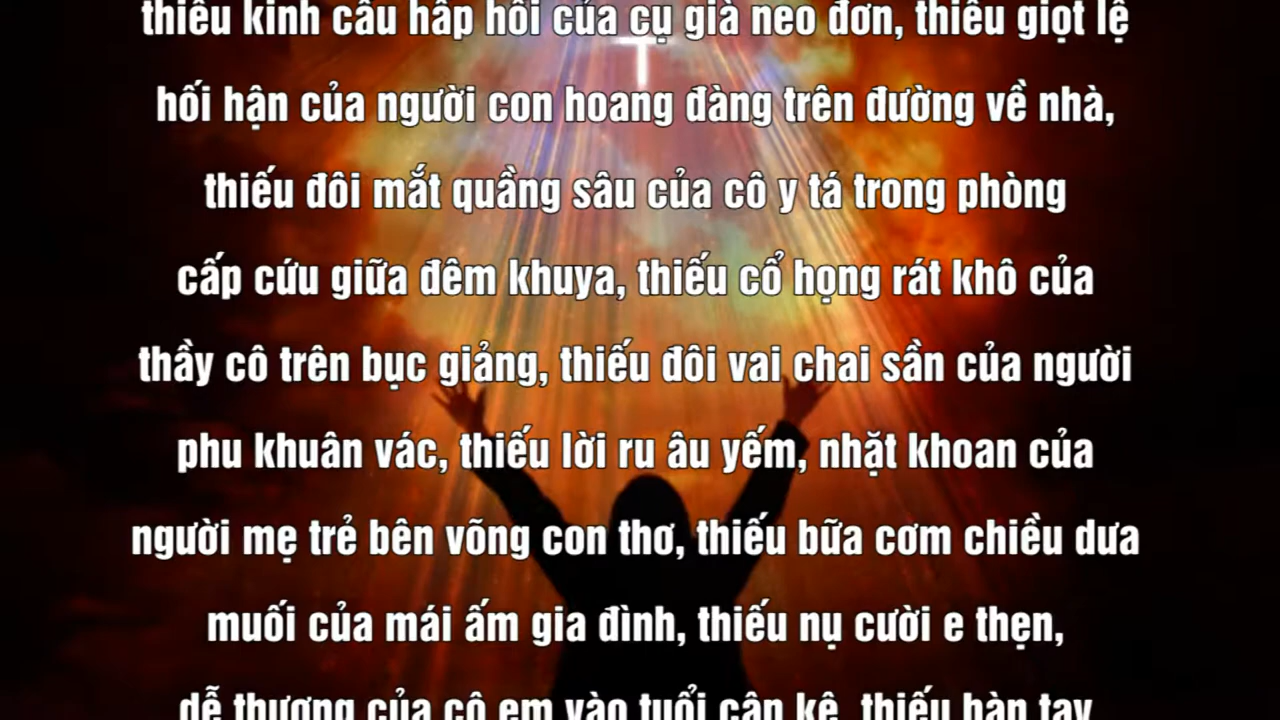 thiếu kinh cầu hấp hối của cụ già neo đơn, thiếu giọt lệ
hối hận của người con hoang đàng trên đường về nhà,
thiếu đôi mắt quầng sâu của cô y tá trong phòng
cấp cứu giữa đêm khuya, thiếu cổ họng rát khô của
thầy cô trên bục giảng, thiếu đôi vai chai sần của người
phu khuân vác, thiếu lời ru âu yếm, nhặt khoan của
người mẹ trẻ bên võng con thơ, thiếu bữa cơm chiều dưa
muối của mái ấm gia đình, thiếu nụ cười e thẹn,
dễ thương của cô em vào tuổi cập kê, thiếu bàn tay